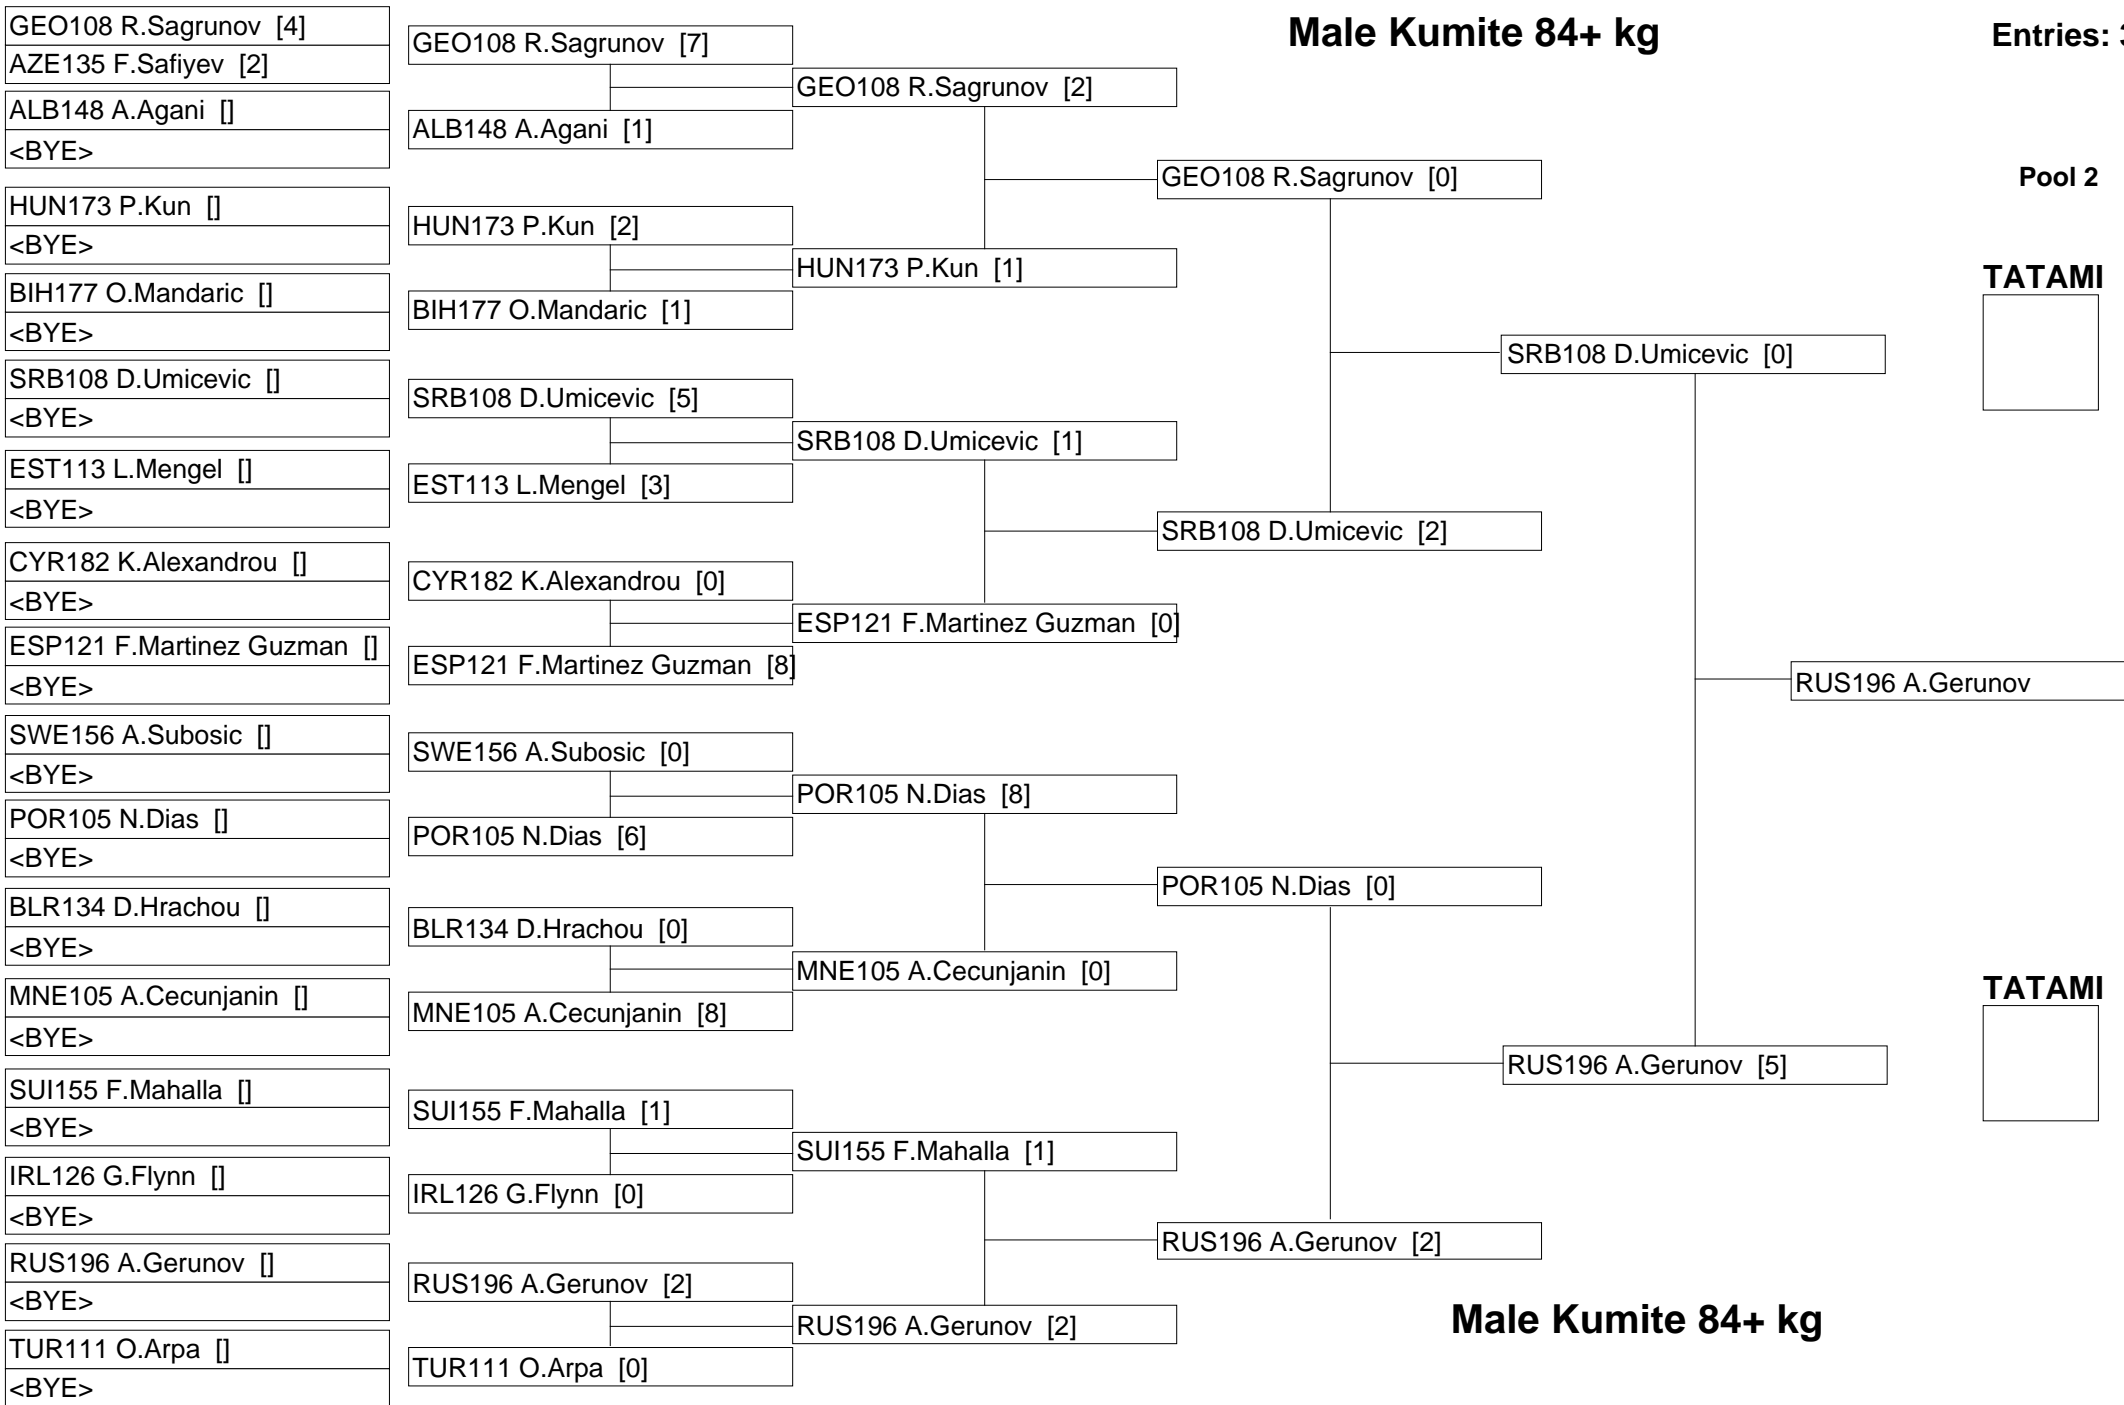 GEO108 R.Sagrunov [4]
AZE135 F.Safiyev [2]
ALB148 A.Agani []
<BYE>
HUN173 P.Kun []
<BYE>
BIH177 O.Mandaric []
<BYE>
SRB108 D.Umicevic []
<BYE>
EST113 L.Mengel []
<BYE>
CYR182 K.Alexandrou []
<BYE>
ESP121 F.Martinez Guzman []
<BYE>
SWE156 A.Subosic []
<BYE>
POR105 N.Dias []
<BYE>
BLR134 D.Hrachou []
<BYE>
MNE105 A.Cecunjanin []
<BYE>
SUI155 F.Mahalla []
<BYE>
IRL126 G.Flynn []
<BYE>
RUS196 A.Gerunov []
<BYE>
TUR111 O.Arpa []
<BYE>
GEO108 R.Sagrunov [7]
ALB148 A.Agani [1]
HUN173 P.Kun [2]
BIH177 O.Mandaric [1]
SRB108 D.Umicevic [5]
EST113 L.Mengel [3]
CYR182 K.Alexandrou [0]
ESP121 F.Martinez Guzman [8]
SWE156 A.Subosic [0]
POR105 N.Dias [6]
BLR134 D.Hrachou [0]
MNE105 A.Cecunjanin [8]
SUI155 F.Mahalla [1]
IRL126 G.Flynn [0]
RUS196 A.Gerunov [2]
TUR111 O.Arpa [0]
GEO108 R.Sagrunov [2]
HUN173 P.Kun [1]
SRB108 D.Umicevic [1]
ESP121 F.Martinez Guzman [0]
POR105 N.Dias [8]
MNE105 A.Cecunjanin [0]
SUI155 F.Mahalla [1]
RUS196 A.Gerunov [2]
GEO108 R.Sagrunov [0]
SRB108 D.Umicevic [2]
POR105 N.Dias [0]
RUS196 A.Gerunov [2]
SRB108 D.Umicevic [0]
RUS196 A.Gerunov [5]
RUS196 A.Gerunov
Male Kumite 84+ kg
Entries:
Pool 2
TATAMI
TATAMI
Male Kumite 84+ kg